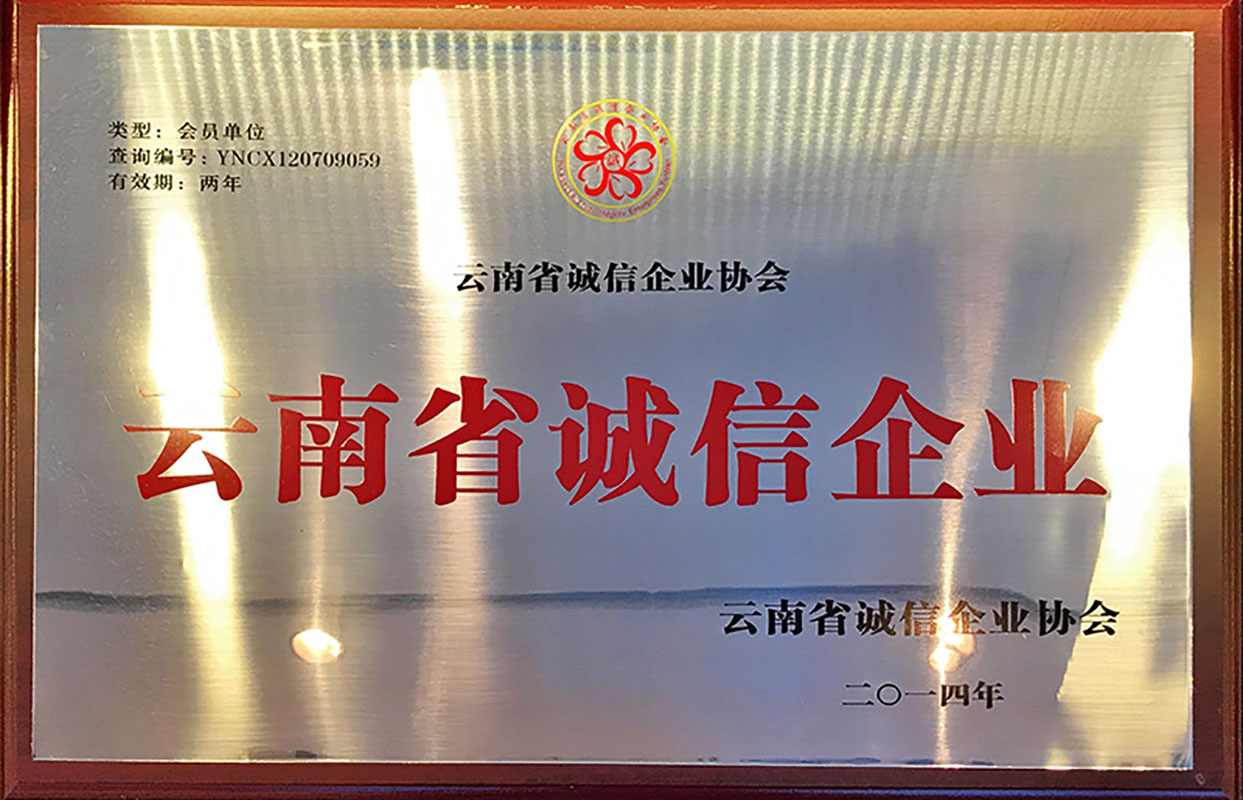 类型：会员单位
查询编号：YNCX120709059
有效期：两年
云南省诚信企业协会
云南省诚信企业
云南省诚信企业协会
二〇一四年